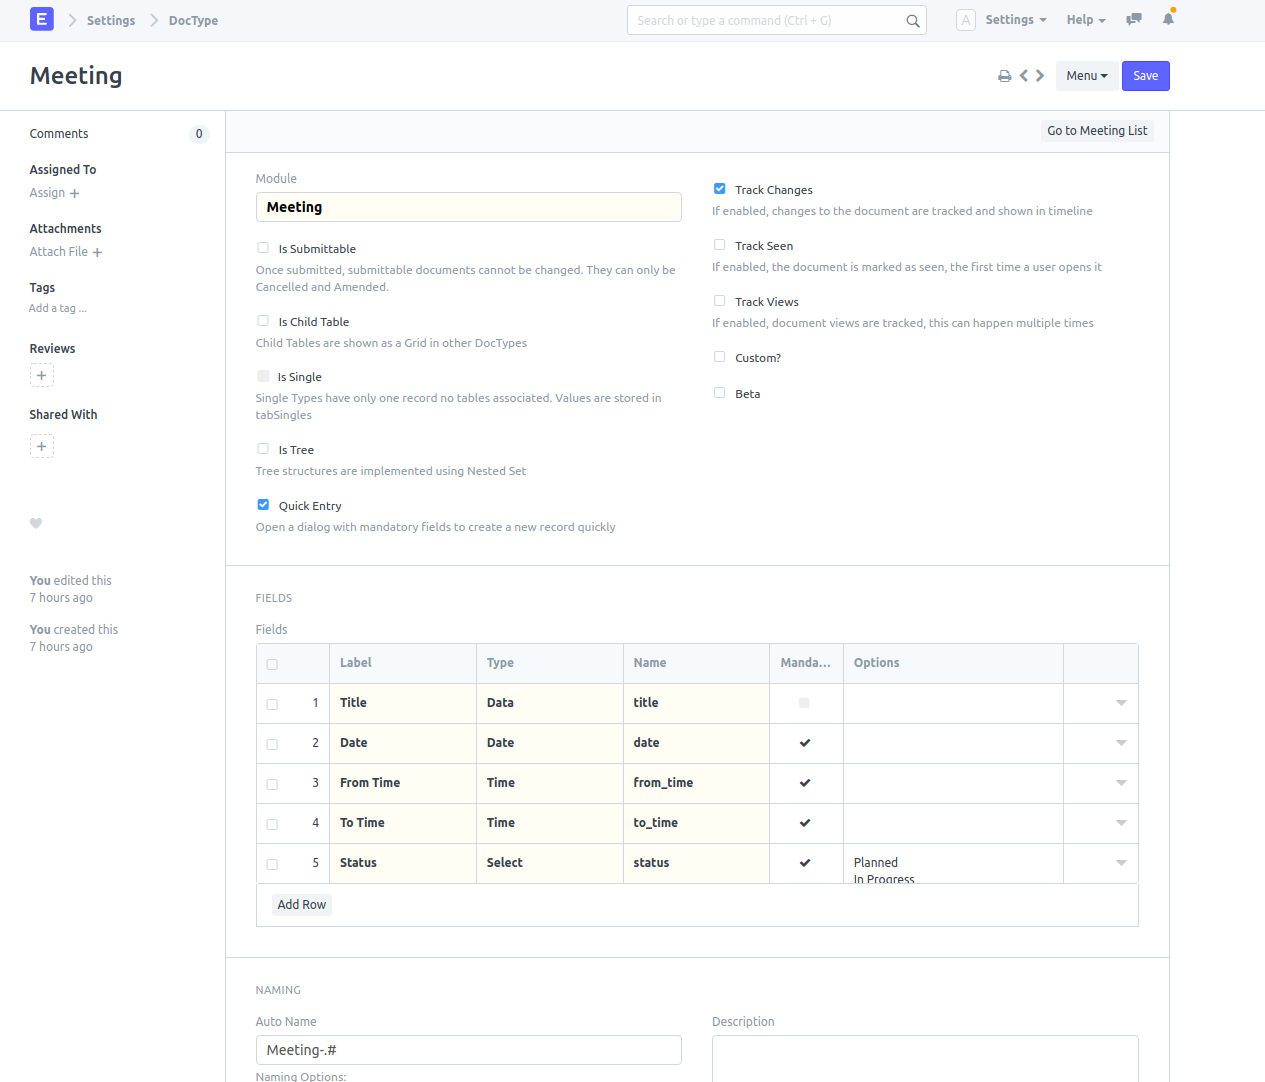 E Settings DocType Search or type a command (Ctrl + G) A Settings Help
Meeting Menu Save
Comments 0
Assigned To
Assign +
Attachments
Attach File +
Tags
Add a tag ...
Reviews
+
Shared With
+
You edited this
7 hours ago
You created this
7 hours ago
Go to Meeting List
Module
Meeting
Is Submittable
Once submitted, submittable documents cannot be changed. They can only be
Cancelled and Amended.
Is Child Table
Child Tables are shown as a Grid in other DocTypes
Is Single
Single Types have only one record no tables associated. Values are stored in
tabSingles
Is Tree
Tree structures are implemented using Nested Set
Quick Entry
Open a dialog with mandatory fields to create a new record quickly
Track Changes
If enabled, changes to the document are tracked and shown in timeline
Track Seen
If enabled, the document is marked as seen, the first time a user opens it
Track Views
If enabled, document views are tracked, this can happen multiple times
Custom?
Beta
FIELDS
Fields
Label Type Name Manda... Options
1 Title Data title
2 Date Date date
3 From Time Time from_time
4 To Time Time to_time
5 Status Select status Planned
In Progress
Add Row
NAMING
Auto Name
Meeting-.#
Naming Options:
Description